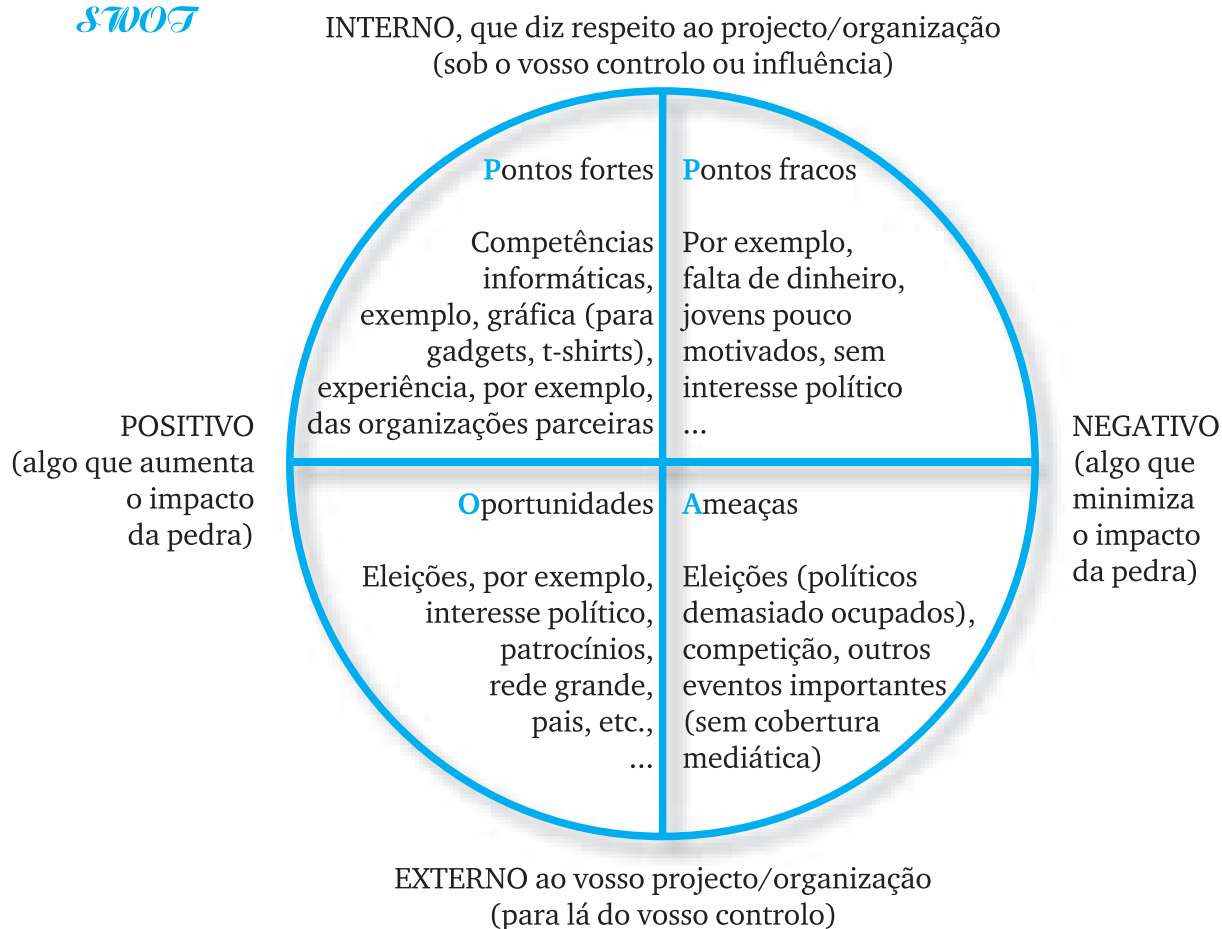 SWOT
INTERNO, que diz respeito ao projecto/organização
(sob o vosso controlo ou influência)
Pontos fortes
Competências
informáticas,
exemplo, gráfica (para
gadgets, t-shirts),
experiência, por exemplo,
das organizações parceiras
Pontos fracos
Por exemplo,
falta de dinheiro,
jovens pouco
motivados, sem
interesse político
...
POSITIVO
(algo que aumenta
o impacto
da pedra)
NEGATIVO
(algo que
minimiza
o impacto
da pedra)
Oportunidades
Eleições, por exemplo,
interesse político,
patrocínios,
rede grande,
pais, etc.,
...
Ameaças
Eleições (políticos
demasiado ocupados),
competição, outros
eventos importantes
(sem cobertura
mediática)
EXTERNO ao vosso projecto/organização
(para lá do vosso controlo)